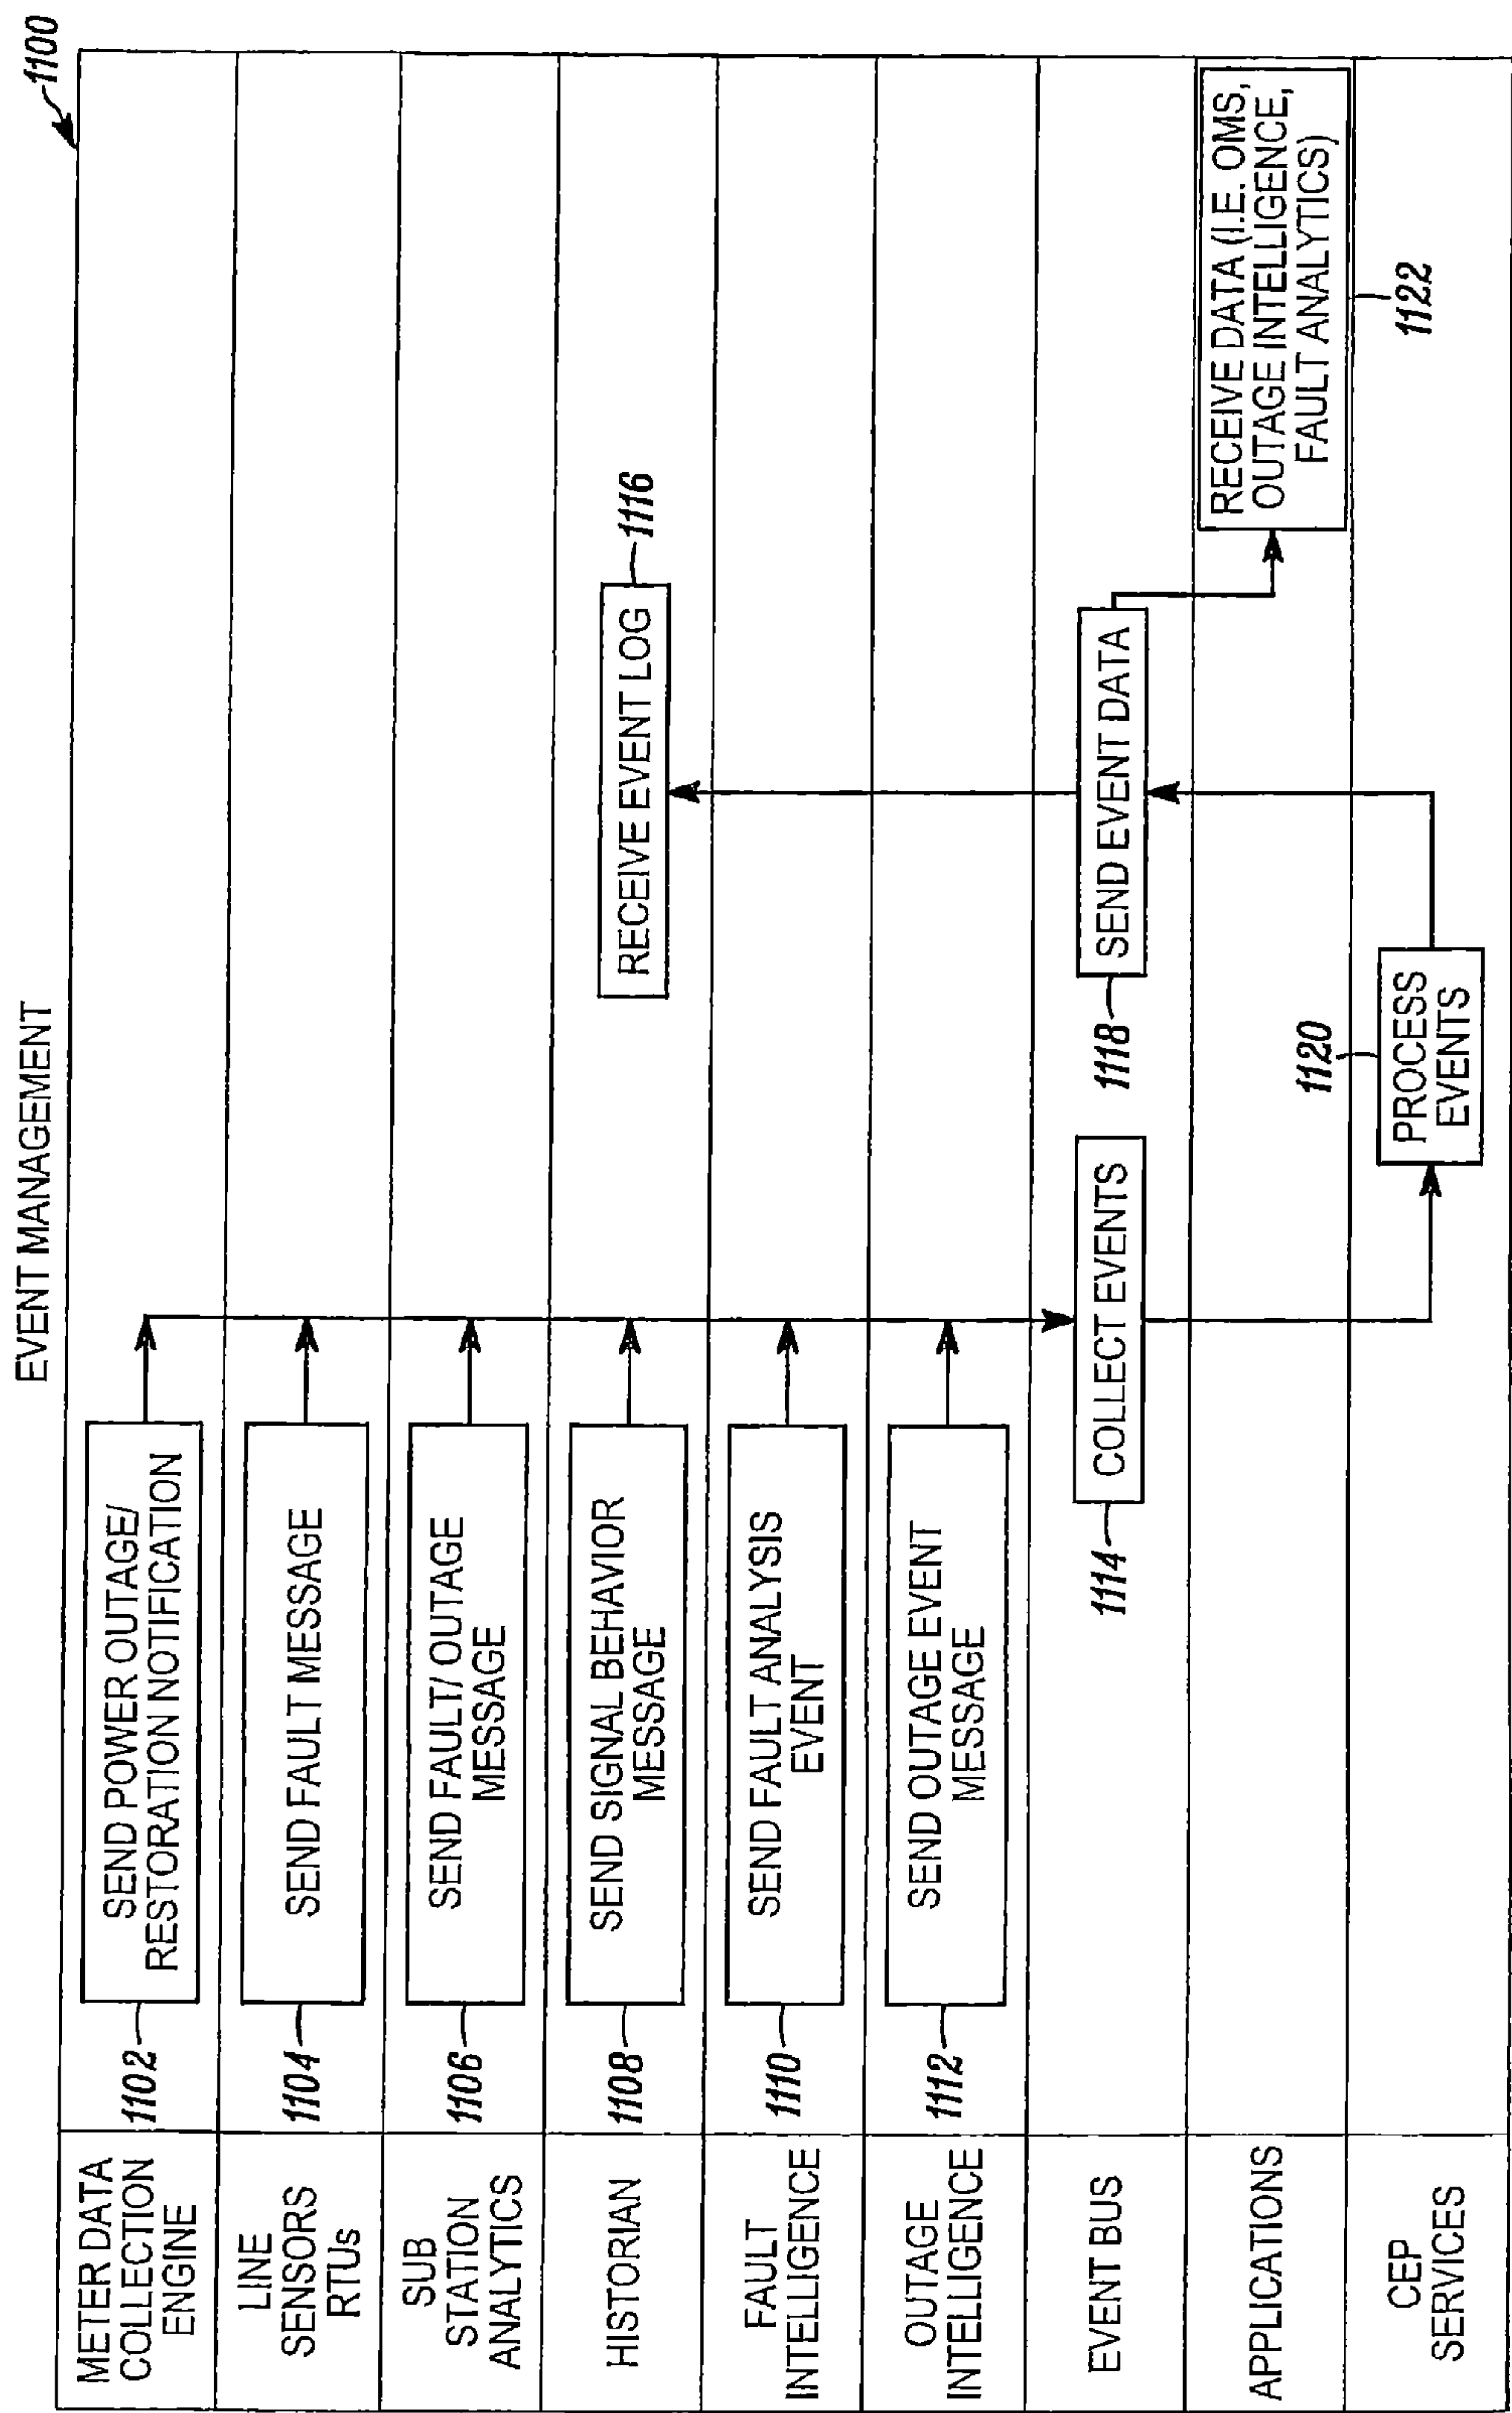 EVENT MANAGEMENT
1100
METER DATA
COLLECTION
ENGINE
1102
SEND POWER OUTAGE/
RESTORATION NOTIFICATION
LINE
SENSORS
RTUs
1104
SEND FAULT MESSAGE
SUB
STATION
ANALYTICS
1106
SEND FAULT/ OUTAGE
MESSAGE
HISTORIAN
1108
SEND SIGNAL BEHAVIOR
MESSAGE
RECEIVE EVENT LOG
1116
FAULT
INTELLIGENCE
1110
SEND FAULT ANALYSIS
EVENT
OUTAGE
INTELLIGENCE
1112
SEND OUTAGE EVENT
MESSAGE
EVENT BUS
1114
COLLECT EVENTS
1118
SEND EVENT DATA
APPLICATIONS
RECEIVE DATA (I.E. OMS,
OUTAGE INTELLIGENCE,
FAULT ANALYTICS)
1122
CEP
SERVICES
1120
PROCESS
EVENTS